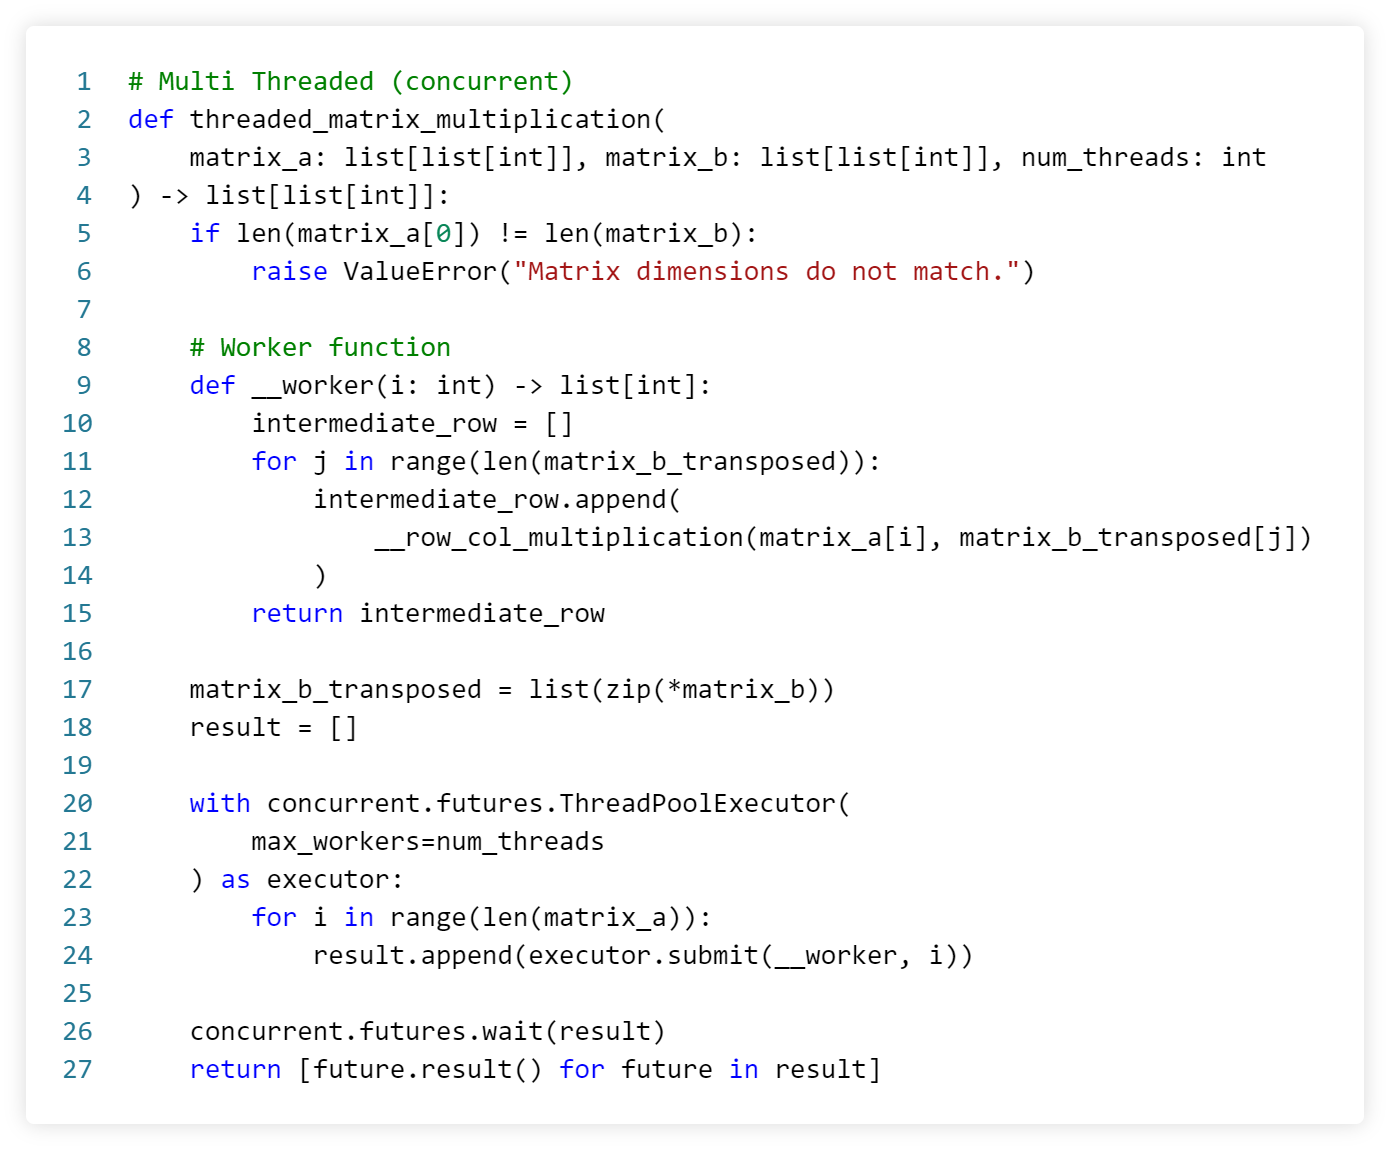 1 # Multi Threaded (concurrent)
2 def threaded_matrix_multiplication(
3     matrix_a: list[list[int]], matrix_b: list[list[int]], num_threads: int
4 ) -> list[list[int]]:
5     if len(matrix_a[0]) != len(matrix_b):
6         raise ValueError("Matrix dimensions do not match.")
7
8     # Worker function
9     def __worker(i: int) -> list[int]:
10         intermediate_row = []
11         for j in range(len(matrix_b_transposed)):
12             intermediate_row.append(
13                 __row_col_multiplication(matrix_a[i], matrix_b_transposed[j])
14             )
15         return intermediate_row
16
17     matrix_b_transposed = list(zip(*matrix_b))
18     result = []
19
20     with concurrent.futures.ThreadPoolExecutor(
21         max_workers=num_threads
22     ) as executor:
23         for i in range(len(matrix_a)):
24             result.append(executor.submit(__worker, i))
25
26     concurrent.futures.wait(result)
27     return [future.result() for future in result]